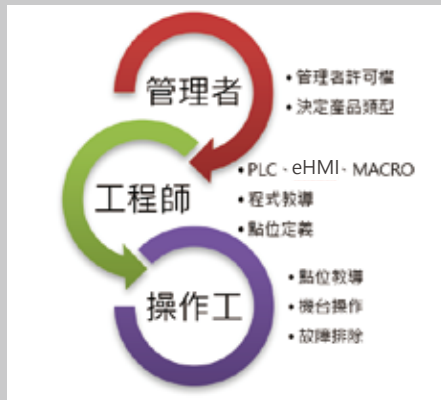 管理者
• 管理者許可權
• 決定產品類型
工程師
• PLC、eHMI、MACRO
• 程式教導
• 點位定義
操作工
• 點位教導
• 機台操作
• 故障排除